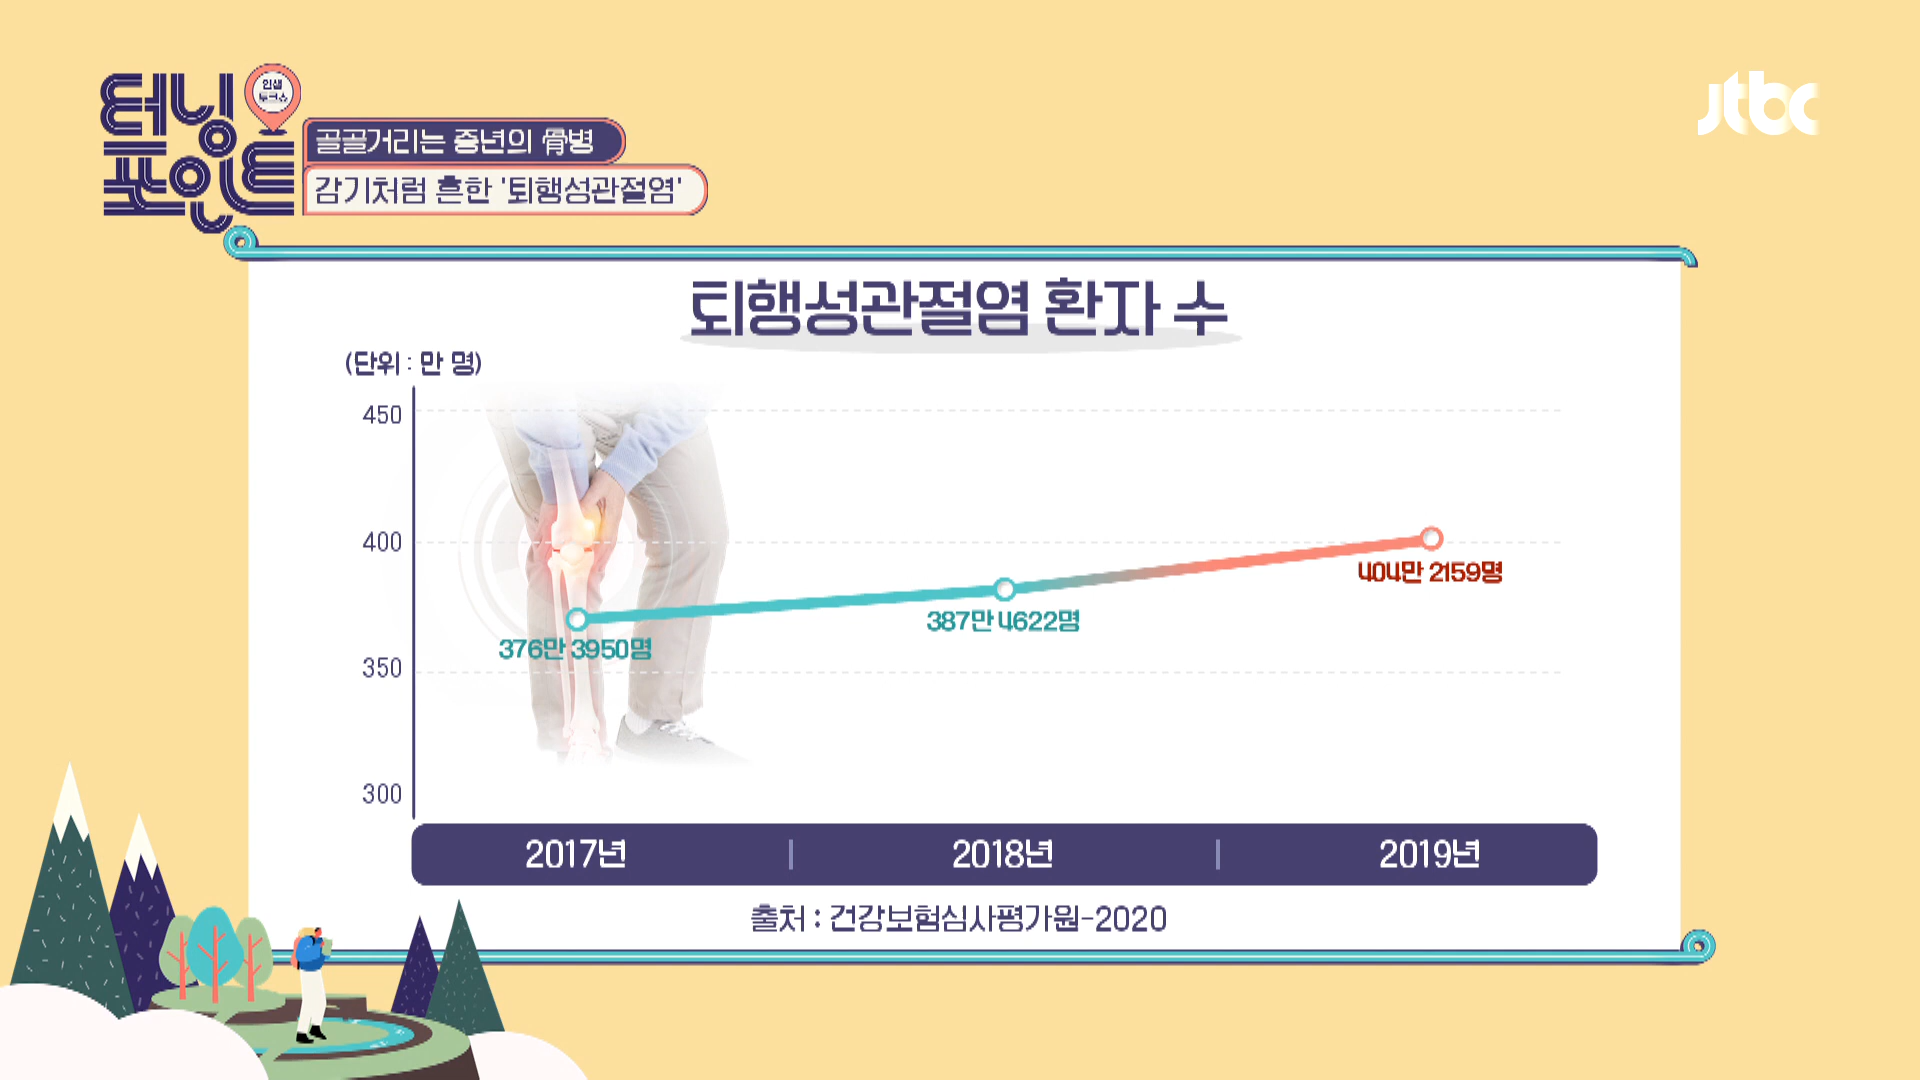 터닝
포인트
인생
토크쇼
jtbc
골골거리는 중년의 骨병
감기처럼 흔한 '퇴행성관절염'
퇴행성관절염 환자 수
(단위 : 만 명)
450
400
350
300
376만 3950명
387만 4622명
404만 2159명
2017년 | 2018년 | 2019년
출처 : 건강보험심사평가원-2020